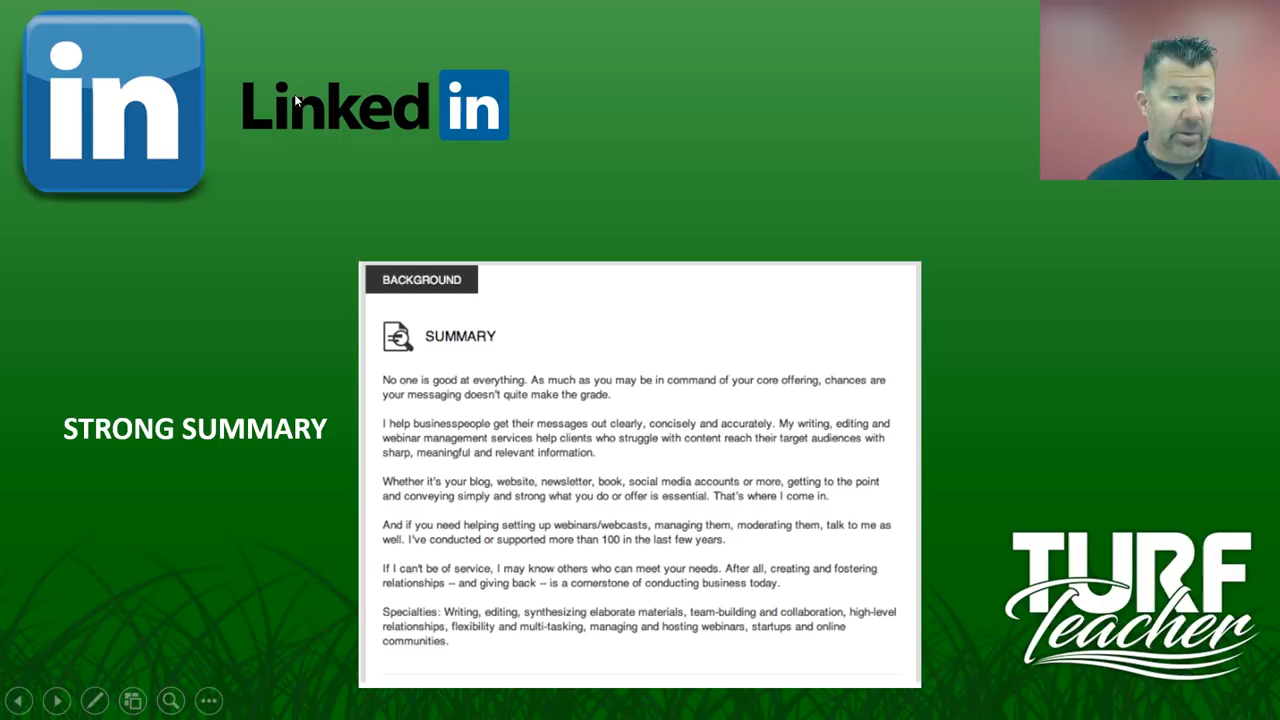 in
Linked in
BACKGROUND
SUMMARY
No one is good at everything. As much as you may be in command of your core offering, chances are
your messaging doesn't quite make the grade.
I help businesspeople get their messages out clearly, concisely and accurately. My writing, editing and
webinar management services help clients who struggle with content reach their target audiences with
sharp, meaningful and relevant information.
STRONG SUMMARY
Whether it's your blog, website, newsletter, book, social media accounts or more, getting to the point
and conveying simply and strong what you do or offer is essential. That's where I come in.
And if you need helping setting up webinars/webcasts, managing them, moderating them, talk to me as
well. I've conducted or supported more than 100 in the last few years.
If I can't be of service, I may know others who can meet your needs. After all, creating and fostering
relationships -- and giving back -- is a cornerstone of conducting business today.
Specialties: Writing, editing, synthesizing elaborate materials, team-building and collaboration, high-level
relationships, flexibility and multi-tasking, managing and hosting webinars, startups and online
communities.
TURF
Teacher